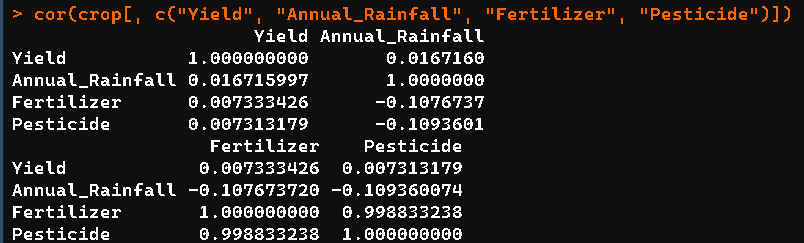 > cor(crop[, c("Yield", "Annual_Rainfall", "Fertilizer", "Pesticide")])
                      Yield Annual_Rainfall
Yield           1.000000000       0.0167160
Annual_Rainfall 0.016715997       1.0000000
Fertilizer      0.007333426      -0.1076737
Pesticide       0.007313179      -0.1093601
                  Fertilizer    Pesticide
Yield            0.007333426  0.007313179
Annual_Rainfall -0.107673720 -0.109360074
Fertilizer       1.000000000  0.998833238
Pesticide        0.998833238  1.000000000